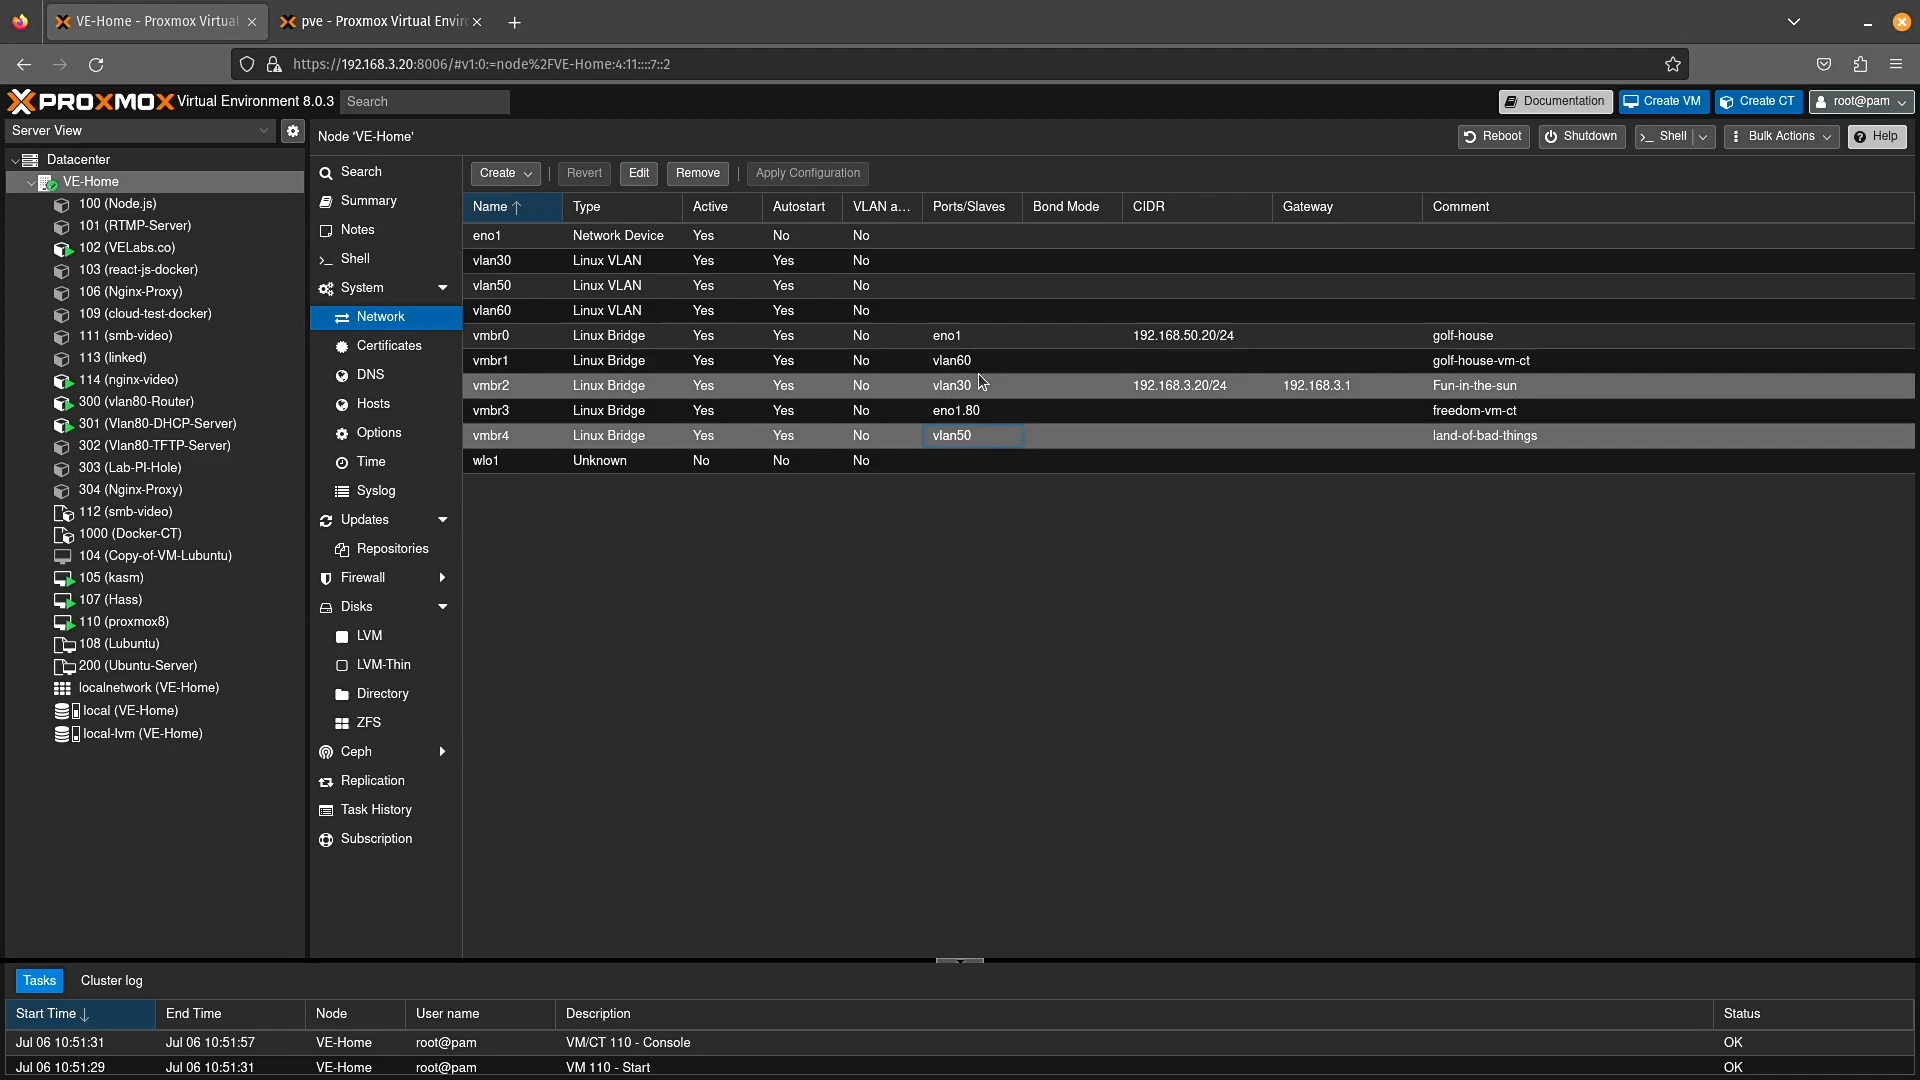 VE-Home - Proxmox Virtual
pve - Proxmox Virtual Envir
https://192.168.3.20:8006/#v1:0:=node%2FVE-Home:4:11::::7::2
PROXMOX Virtual Environment 8.0.3 Search Documentation Create VM Create CT root@pam
Server View
Node 'VE-Home' Reboot Shutdown Shell Bulk Actions Help
Datacenter
VE-Home
100 (Node.js)
101 (RTMP-Server)
102 (VELabs.co)
103 (react-js-docker)
106 (Nginx-Proxy)
109 (cloud-test-docker)
111 (smb-video)
113 (linked)
114 (nginx-video)
300 (vlan80-Router)
301 (Vlan80-DHCP-Server)
302 (Vlan80-TFTP-Server)
303 (Lab-PI-Hole)
304 (Nginx-Proxy)
112 (smb-video)
1000 (Docker-CT)
104 (Copy-of-VM-Lubuntu)
105 (kasm)
107 (Hass)
110 (proxmox8)
108 (Lubuntu)
200 (Ubuntu-Server)
localnetwork (VE-Home)
local (VE-Home)
local-lvm (VE-Home)
Search
Summary
Notes
Shell
System
Network
Certificates
DNS
Hosts
Options
Time
Syslog
Updates
Repositories
Firewall
Disks
LVM
LVM-Thin
Directory
ZFS
Ceph
Replication
Task History
Subscription
Create Revert Edit Remove Apply Configuration
Name Type Active Autostart VLAN a... Ports/Slaves Bond Mode CIDR Gateway Comment
eno1 Network Device Yes No No
vlan30 Linux VLAN Yes Yes No
vlan50 Linux VLAN Yes Yes No
vlan60 Linux VLAN Yes Yes No
vmbr0 Linux Bridge Yes Yes No eno1 192.168.50.20/24 golf-house
vmbr1 Linux Bridge Yes Yes No vlan60 golf-house-vm-ct
vmbr2 Linux Bridge Yes Yes No vlan30 192.168.3.20/24 192.168.3.1 Fun-in-the-sun
vmbr3 Linux Bridge Yes Yes No eno1.80 freedom-vm-ct
vmbr4 Linux Bridge Yes Yes No vlan50 land-of-bad-things
wlo1 Unknown No No No
Tasks Cluster log
Start Time End Time Node User name Description Status
Jul 06 10:51:31 Jul 06 10:51:57 VE-Home root@pam VM/CT 110 - Console OK
Jul 06 10:51:29 Jul 06 10:51:31 VE-Home root@pam VM 110 - Start OK